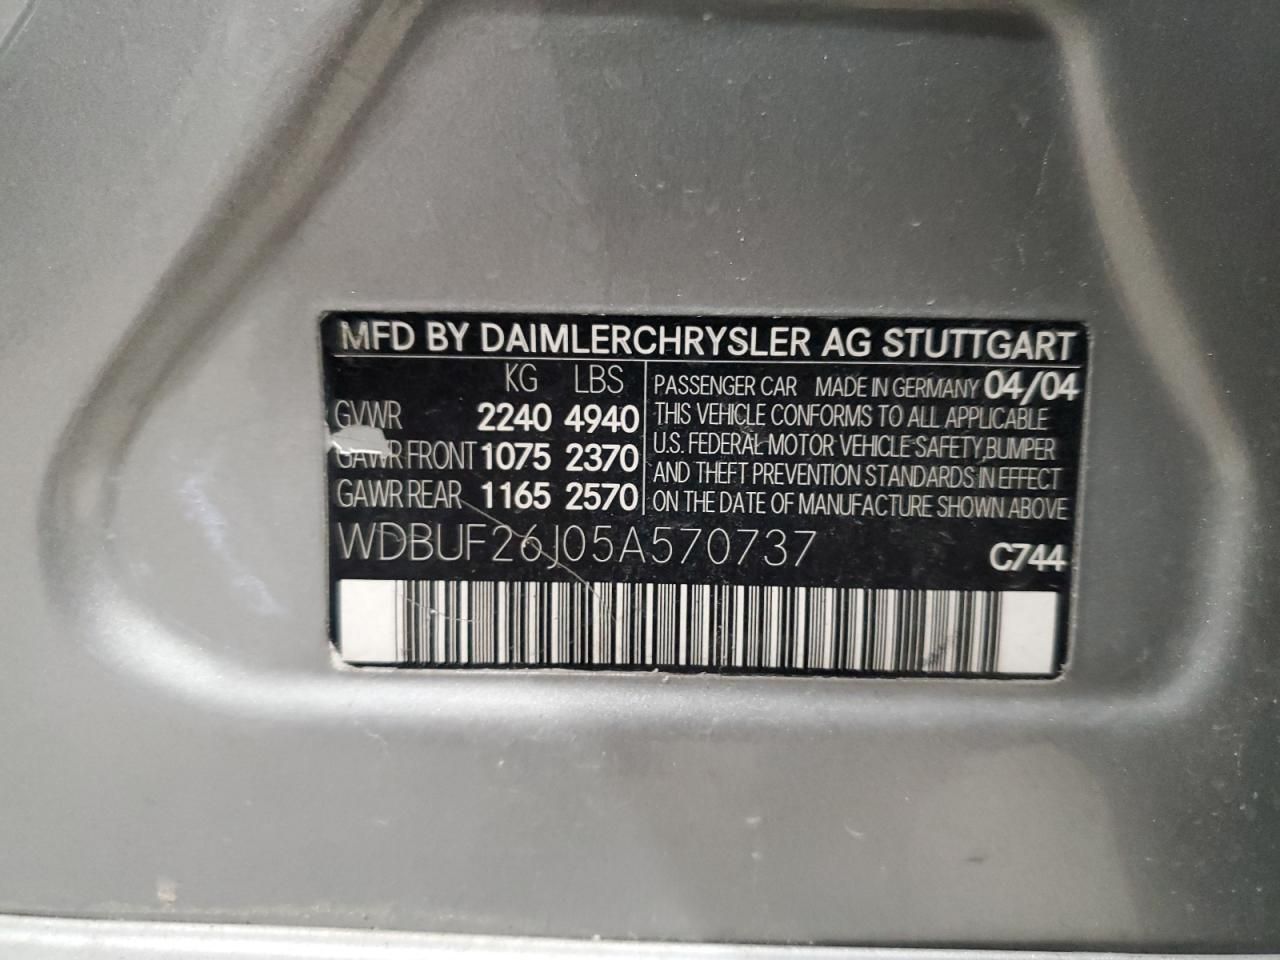 MFD BY DAIMLERCHRYSLER AG STUTTGART
KG LBS
GVWR 2240 4940
GAWR FRONT 1075 2370
GAWR REAR 1165 2570
PASSENGER CAR MADE IN GERMANY 04/04
THIS VEHICLE CONFORMS TO ALL APPLICABLE
U.S. FEDERAL MOTOR VEHICLE SAFETY, BUMPER
AND THEFT PREVENTION STANDARDS IN EFFECT
ON THE DATE OF MANUFACTURE SHOWN ABOVE
WDBUF26J05A570737 C744